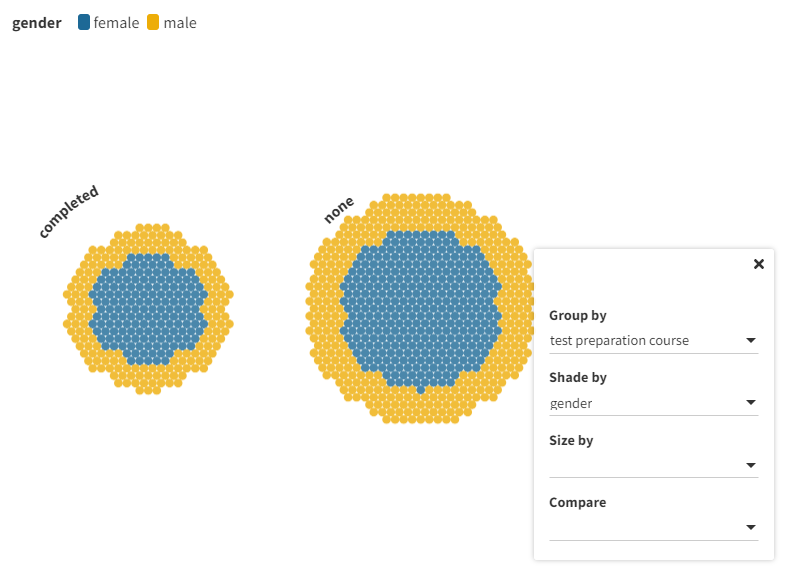 gender female male
completed
none
Group by
test preparation course
Shade by
gender
Size by
Compare